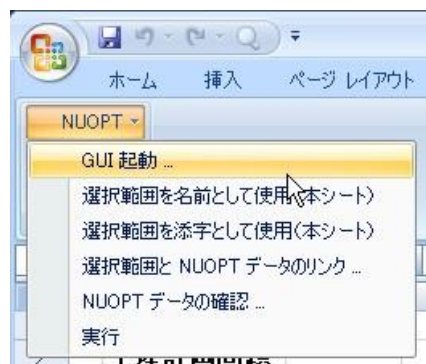 ホーム 挿入 ページ レイアウト
NUOPT
GUI 起動 ...
選択範囲を名前として使用(本シート)
選択範囲を添字として使用(本シート)
選択範囲と NUOPT データのリンク ...
NUOPT データの確認 ...
実行